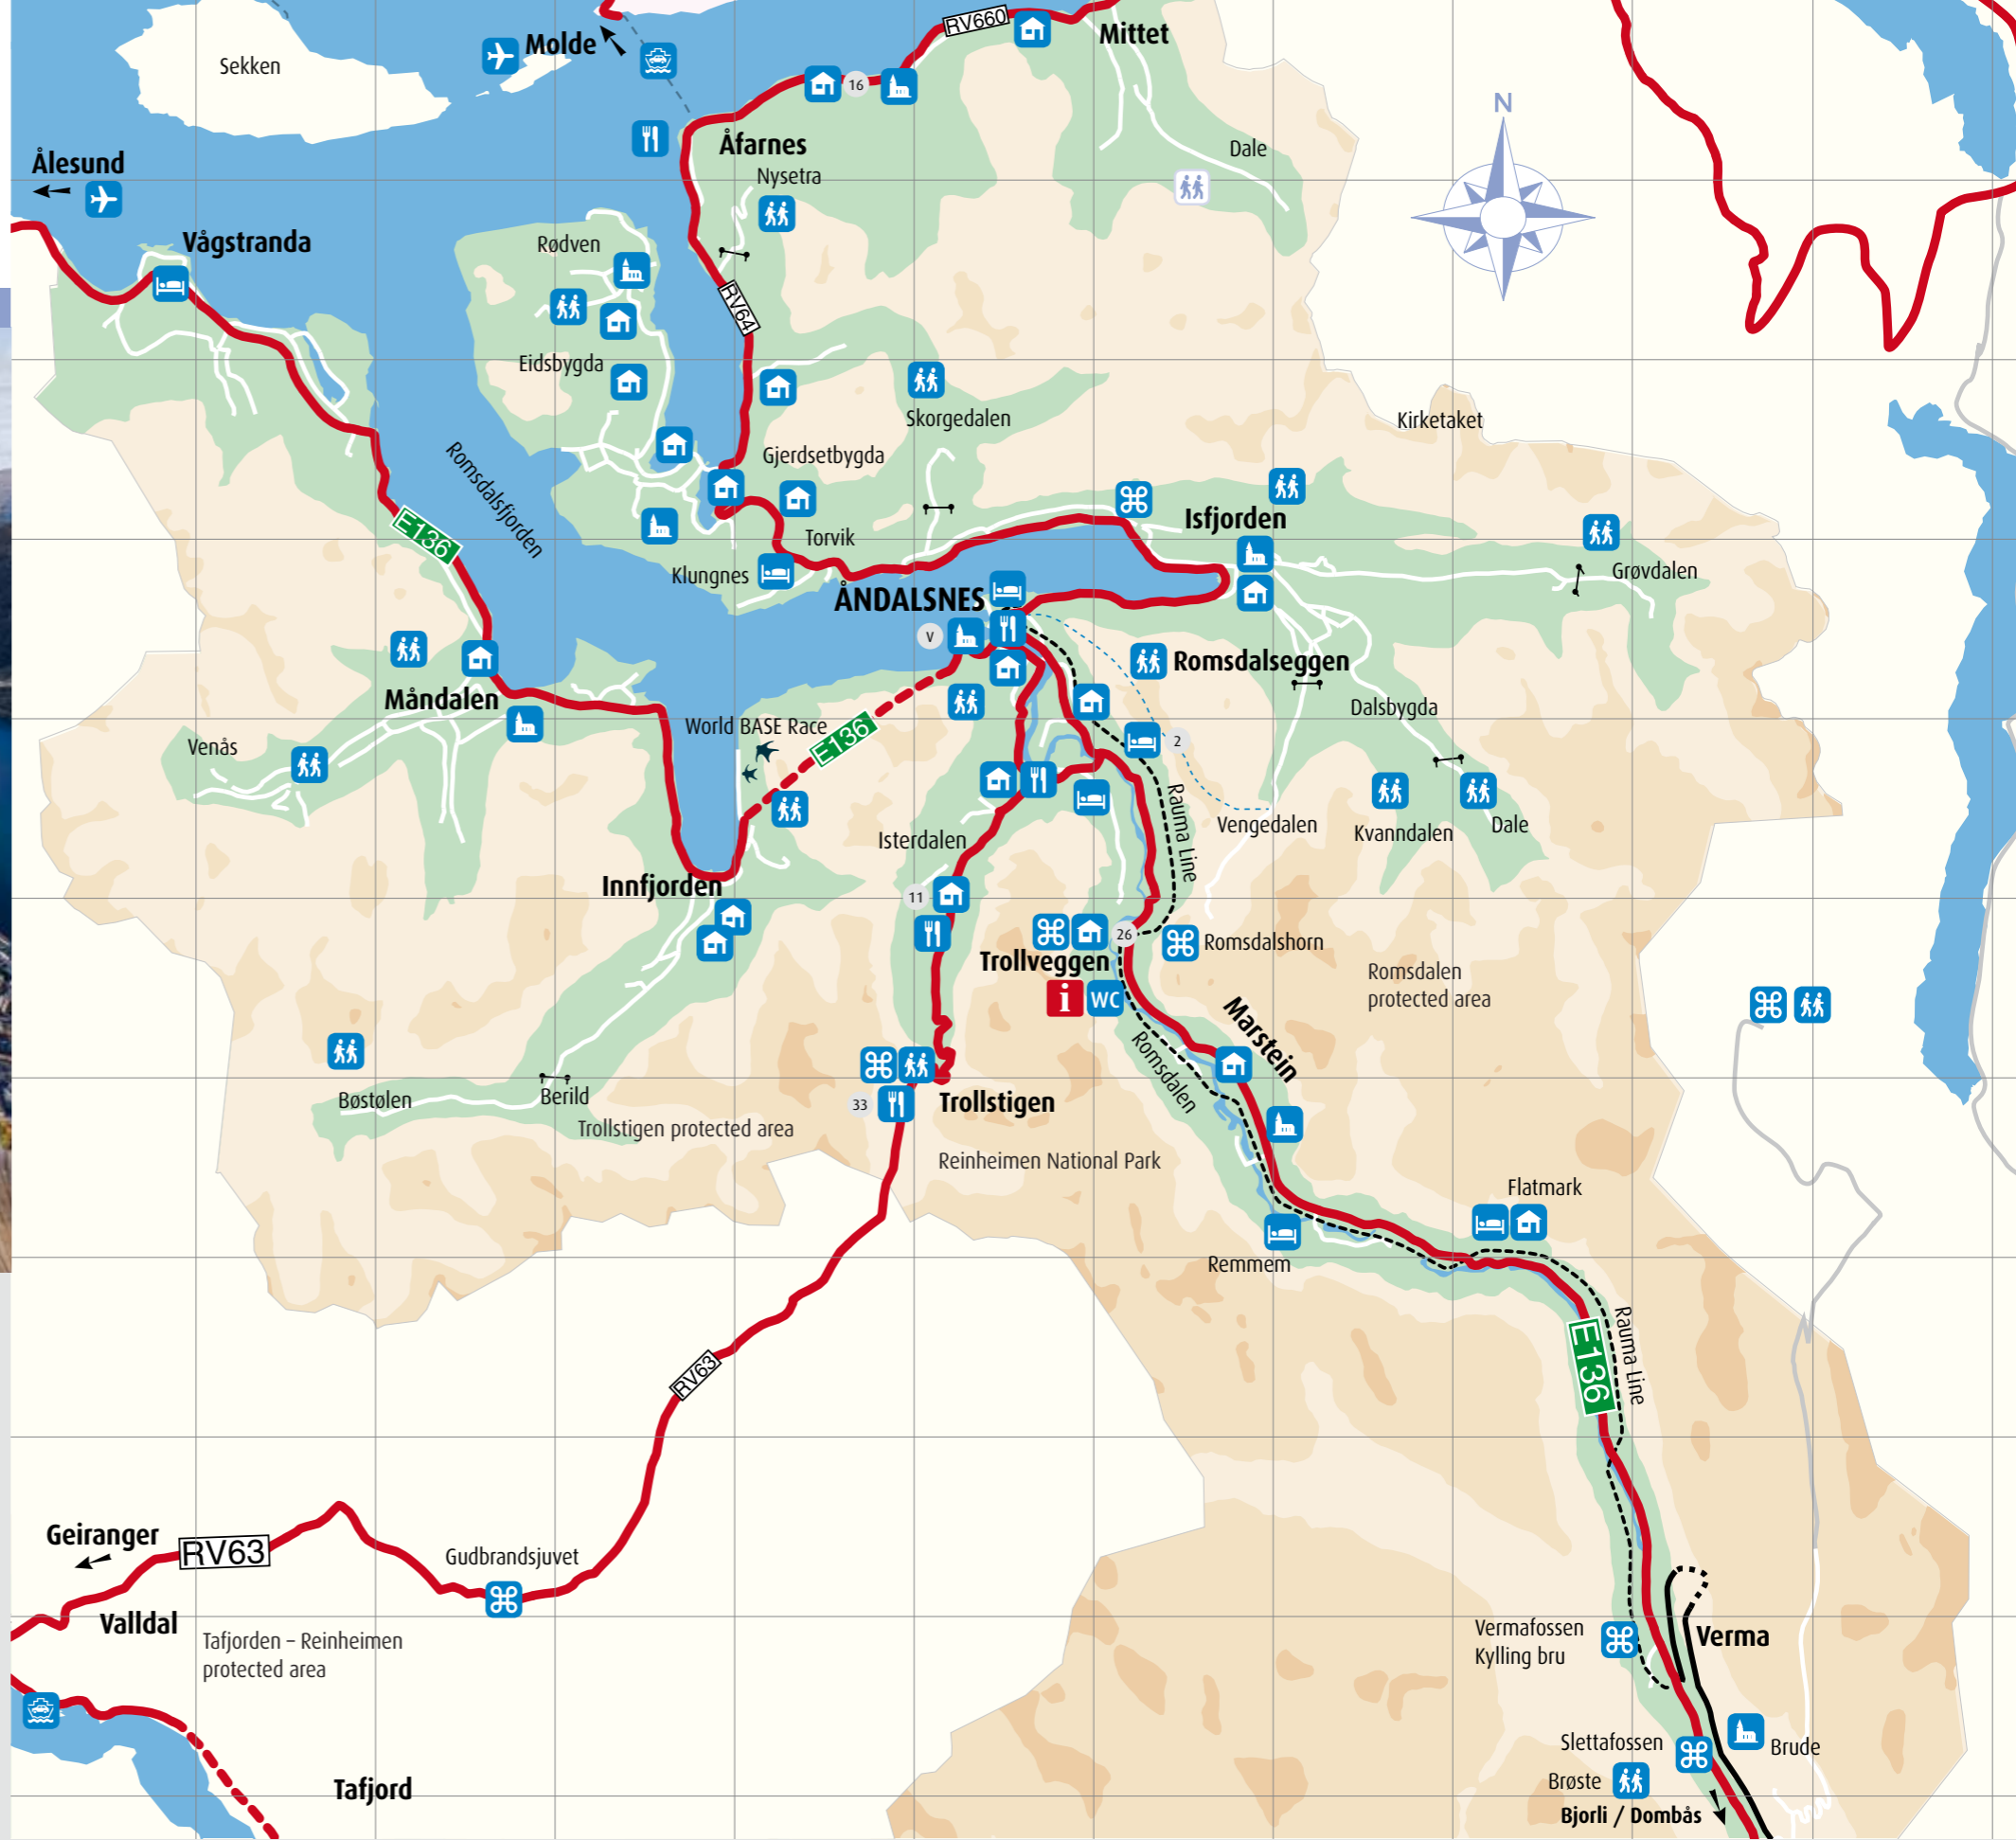 RV660
Mittet
Molde
Sekken
16
N
Åfarnes
Dale
Ålesund
Nysetra
Vågstranda
Rødven
RV64
Eidsbygda
Skorgedalen
Kirketaket
Romsdalsfjorden
Gjerdsetbygda
E136
Isfjorden
Torvik
Klungnes
Grøvdalen
ÅNDALSNES
V
Romsdalseggen
Måndalen
Dalsbygda
World BASE Race
E136
Venås
2
Rauma Line
Vengedalen
Kvanndalen
Dale
Isterdalen
Innfjorden
11
26
Romsdalshorn
Trollveggen
Romsdalen
protected area
i
WC
Marstein
Romsdalen
Bøstølen
Berild
33
Trollstigen
Trollstigen protected area
Reinheimen National Park
Flatmark
Remmem
Rauma Line
E136
RV63
Geiranger
RV63
Gudbrandsjuvet
Valldal
Tafjorden – Reinheimen
protected area
Vermafossen
Kylling bru
Verma
Slettafossen
Brude
Brøste
Tafjord
Bjorli / Dombås